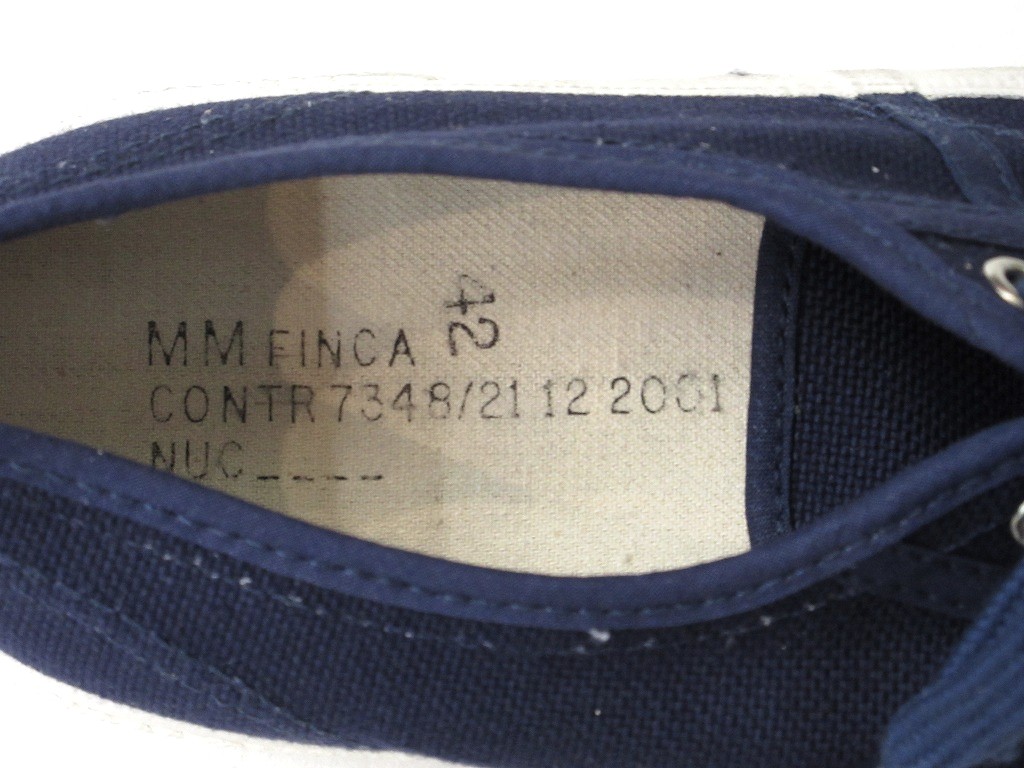 MM FINCA 42
CONTR 7348/21 12 2001
NUC____